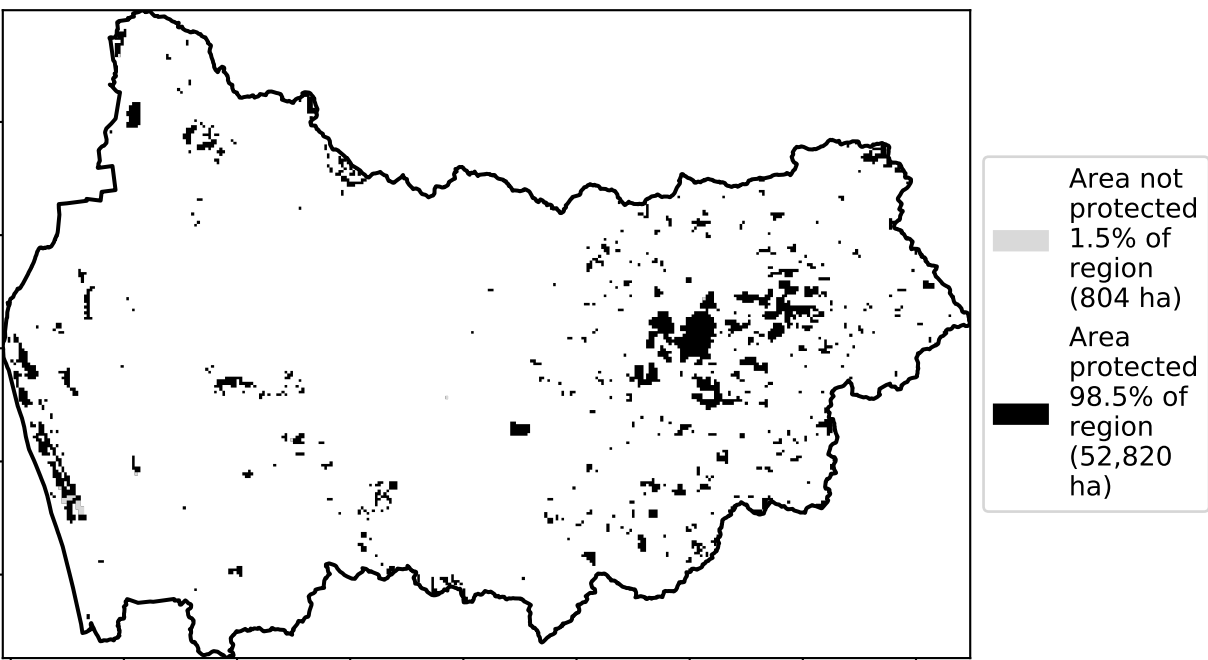 Area not
protected
1.5% of
region
(804 ha)
Area
protected
98.5% of
region
(52,820
ha)